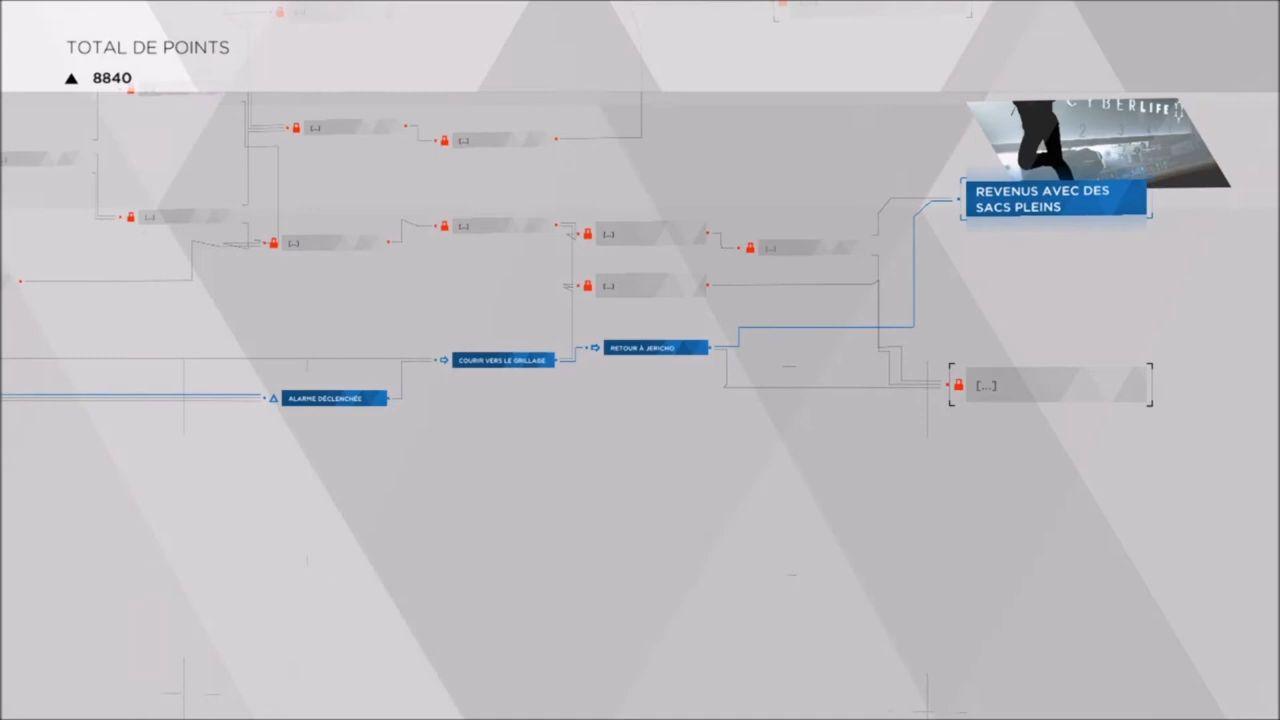 TOTAL DE POINTS
▲ 8840
[...]
[...]
[...]
[...]
[...]
[...]
[...]
[...]
CYBERLIFE
REVENUS AVEC DES
SACS PLEINS
RETOUR À JERICHO
COURIR VERS LE GRILLAGE
[...]
ALARME DÉCLENCHÉE